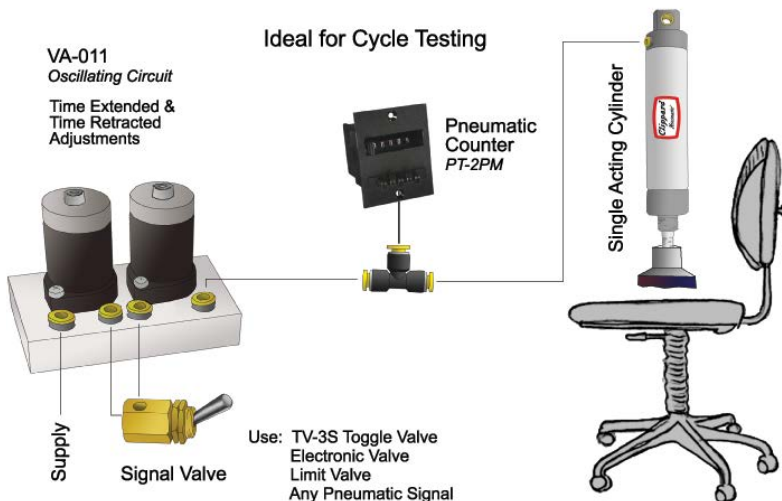 Ideal for Cycle Testing
VA-011
Oscillating Circuit
Time Extended &
Time Retracted
Adjustments
Pneumatic
Counter
PT-2PM
Single Acting Cylinder
Clippard
Supply
Signal Valve
Use: TV-3S Toggle Valve
Electronic Valve
Limit Valve
Any Pneumatic Signal